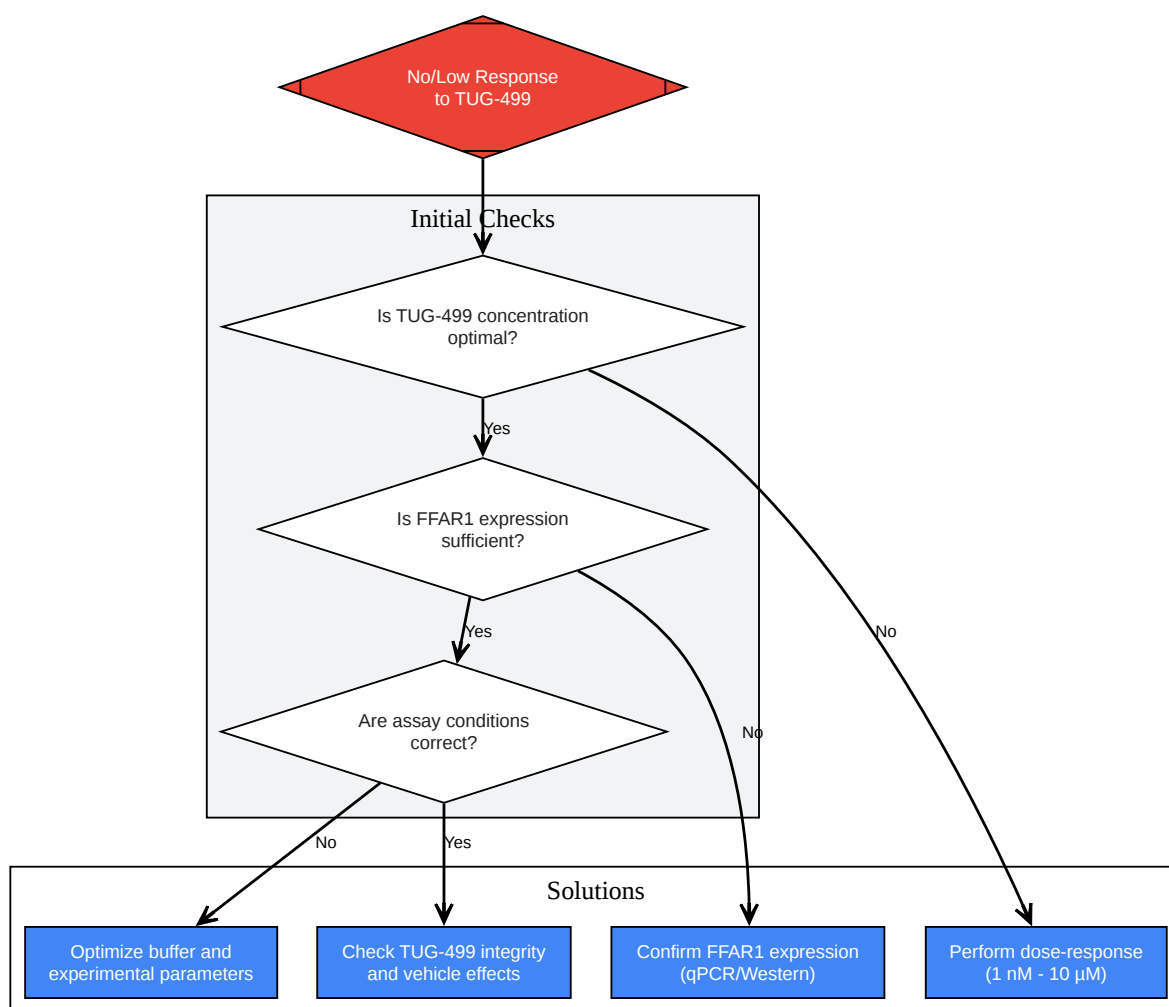 No/Low Response
to TUG-499
Initial Checks
Is TUG-499 concentration
optimal?
Yes
Is FFAR1 expression
sufficient?
Yes
No
Are assay conditions
correct?
No
No
Yes
Solutions
Optimize buffer and
experimental parameters
Check TUG-499 integrity
and vehicle effects
Confirm FFAR1 expression
(qPCR/Western)
Perform dose-response
(1 nM - 10 µM)